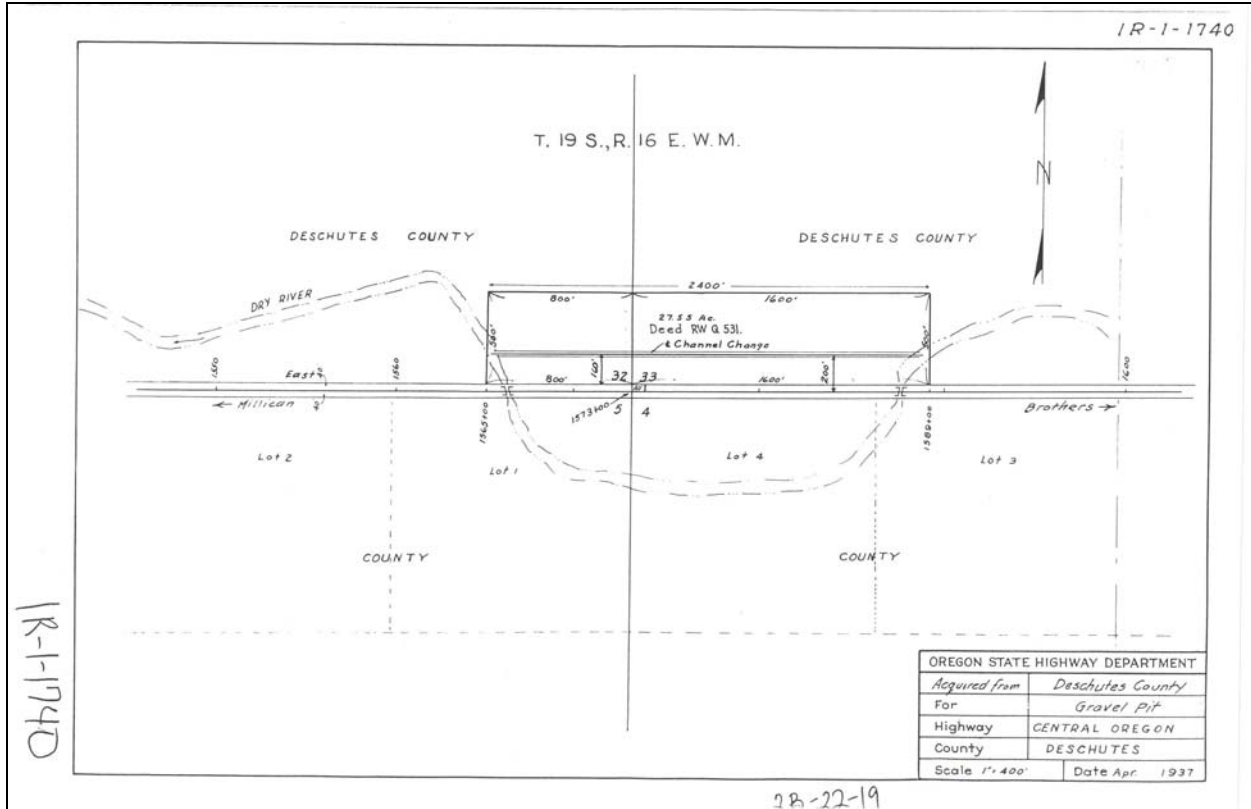 1R-1-1740
T. 19 S., R. 16 E. W. M.
N
DESCHUTES COUNTY
DESCHUTES COUNTY
DRY RIVER
2400'
800'
1600'
27.55 Ac.
Deed RW Q 531.
¢ Channel Change
500'
500'
160'
200'
1550
East
1560
800'
32 33
1600'
1600
← Millican
1565+00
1573+00
5 4
1589+00
Brothers →
Lot 2
Lot 1
Lot 4
Lot 3
COUNTY
COUNTY
1R-1-1740
OREGON STATE HIGHWAY DEPARTMENT
Acquired from Deschutes County
For Gravel Pit
Highway CENTRAL OREGON
County DESCHUTES
Scale 1"=400' Date Apr. 1937
2B-22-19